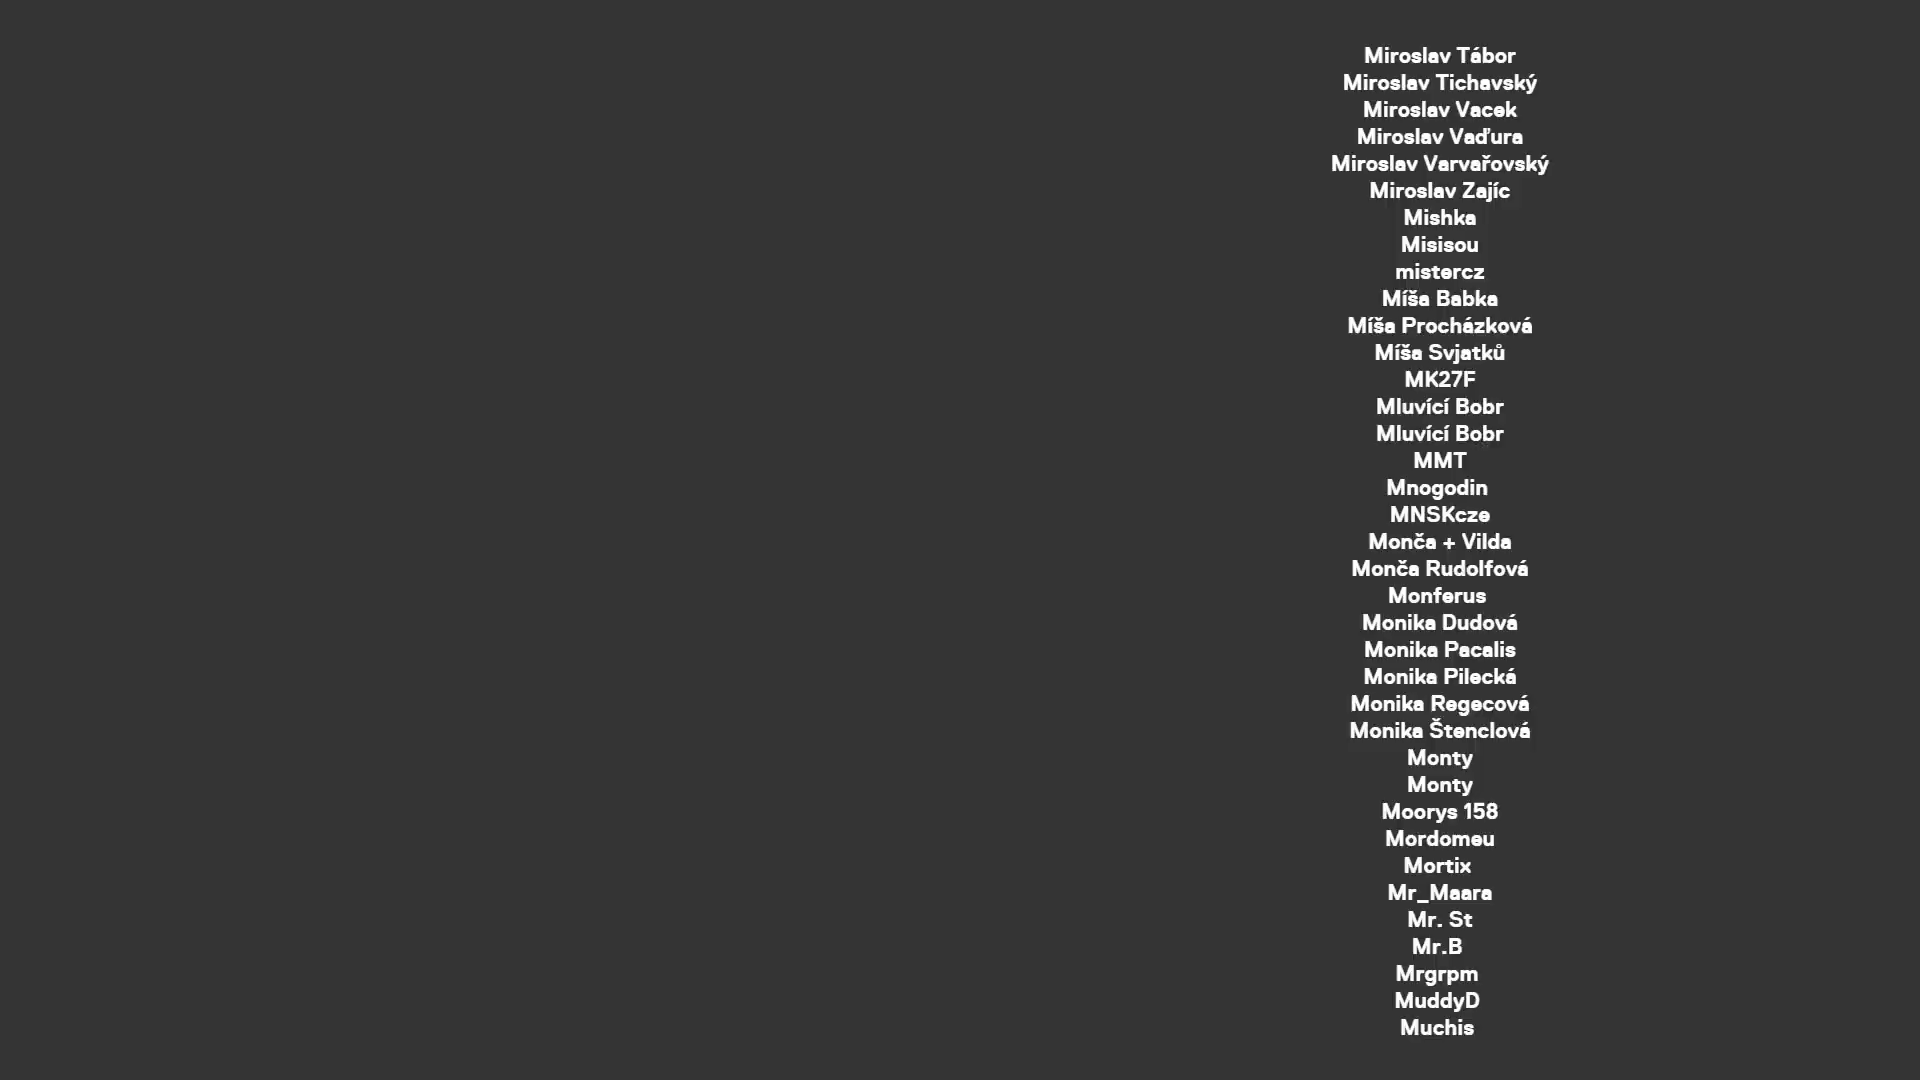 Miroslav Tábor
Miroslav Tichavský
Miroslav Vacek
Miroslav Vaďura
Miroslav Varvařovský
Miroslav Zajíc
Mishka
Misisou
mistercz
Míša Babka
Míša Procházková
Míša Svjatků
MK27F
Mluvící Bobr
Mluvící Bobr
MMT
Mnogodin
MNSKcze
Monča + Vilda
Monča Rudolfová
Monferus
Monika Dudová
Monika Pacalis
Monika Pilecká
Monika Regecová
Monika Štenclová
Monty
Monty
Moorys 158
Mordomeu
Mortix
Mr_Maara
Mr. St
Mr.B
Mrgrpm
MuddyD
Muchis